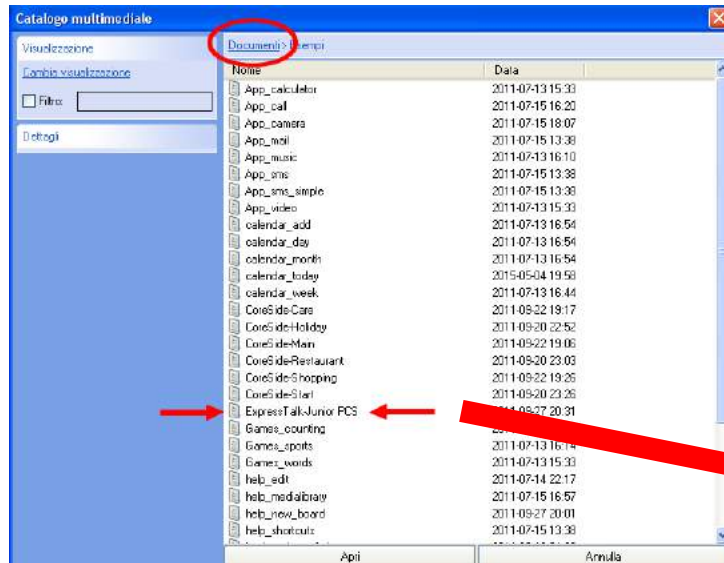 Catalogo multimediale
Visualizzazione
Cambia visualizzazione
Filtro:
Dettagli
Documenti > Esempi
Nome Data
App_calculator 2011-07-13 15:33
App_call 2011-07-15 16:20
App_camera 2011-07-15 18:07
App_mail 2011-07-15 13:38
App_music 2011-07-13 16:10
App_sms 2011-07-15 13:38
App_sms_simple 2011-07-15 13:38
App_video 2011-07-13 15:33
calendar_add 2011-07-13 16:54
calendar_day 2011-07-13 16:54
calendar_month 2011-07-13 16:54
calendar_today 2015-05-04 19:58
calendar_week 2011-07-13 16:44
CoreSide-Care 2011-09-22 19:17
CoreSide-Holiday 2011-09-20 22:52
CoreSide-Main 2011-09-22 19:06
CoreSide-Restaurant 2011-09-20 23:03
CoreSide-Shopping 2011-09-22 19:26
CoreSide-Start 2011-09-20 23:26
ExpressTalk-Junior PCS 2011-09-27 20:31
Games_counting
Games_sports 2011-07-13 16:14
Games_words 2011-07-13 15:33
help_edit 2011-07-14 22:17
help_medialibrary 2011-07-15 16:57
help_new_board 2011-09-27 20:01
help_shortcuts 2011-07-15 13:38
Apri Annulla